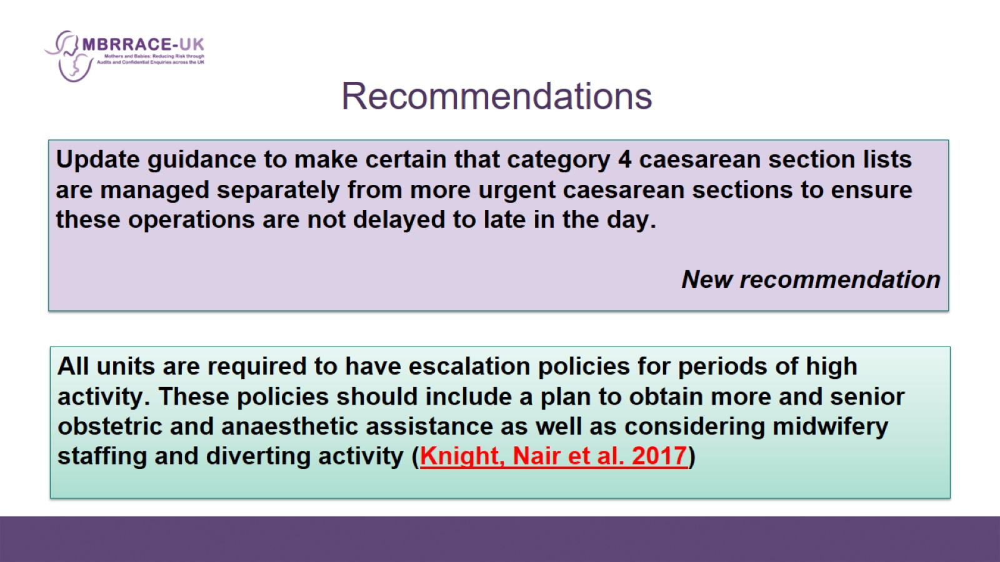 MBRRACE-UK
Mothers and Babies: Reducing Risk through
Audits and Confidential Enquiries across the UK
Recommendations
Update guidance to make certain that category 4 caesarean section lists
are managed separately from more urgent caesarean sections to ensure
these operations are not delayed to late in the day.
New recommendation
All units are required to have escalation policies for periods of high
activity. These policies should include a plan to obtain more and senior
obstetric and anaesthetic assistance as well as considering midwifery
staffing and diverting activity (Knight, Nair et al. 2017)